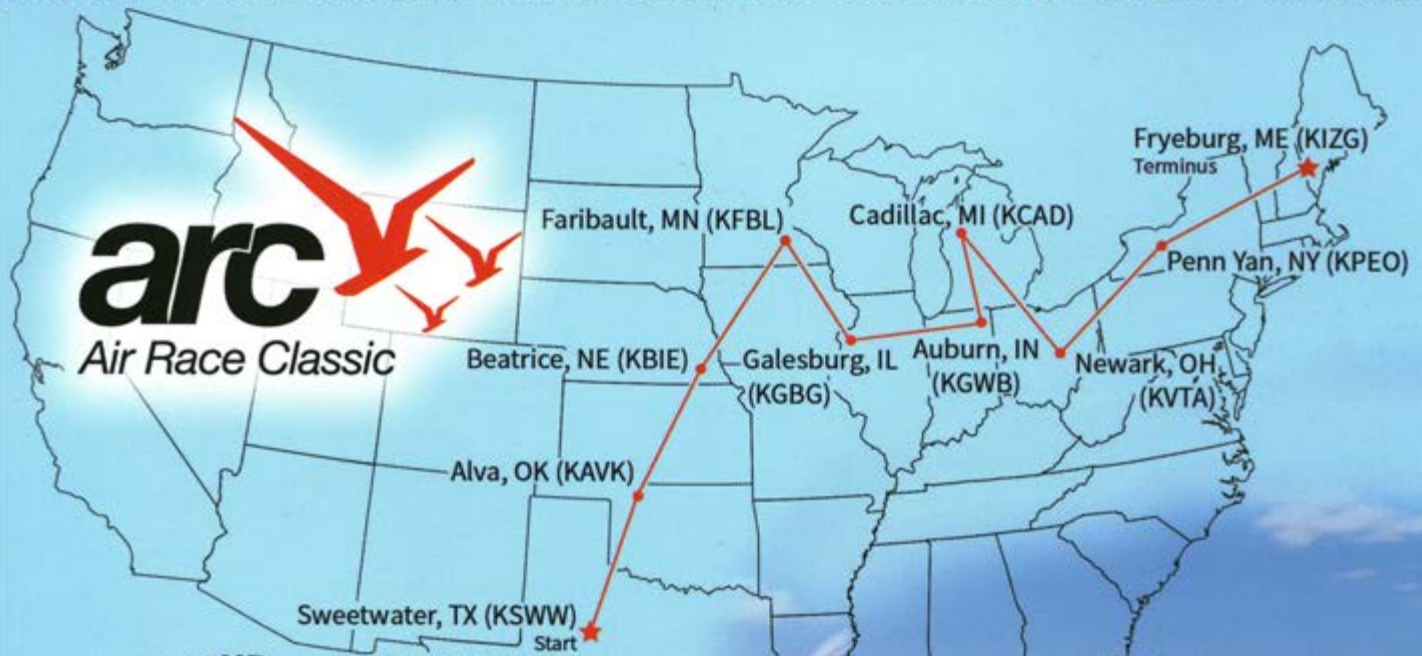 Fryeburg, ME (KIZG)
Terminus
Faribault, MN (KFBL)
Cadillac, MI (KCAD)
arc
Air Race Classic
Penn Yan, NY (KPEO)
Beatrice, NE (KBIE)
Galesburg, IL
(KGBG)
Auburn, IN
(KGWB)
Newark, OH
(KVTA)
Alva, OK (KAVK)
Sweetwater, TX (KSWW)
Start